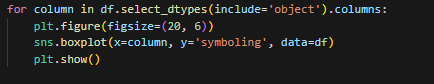 for column in df.select_dtypes(include='object').columns:
    plt.figure(figsize=(20, 6))
    sns.boxplot(x=column, y='symboling', data=df)
    plt.show()